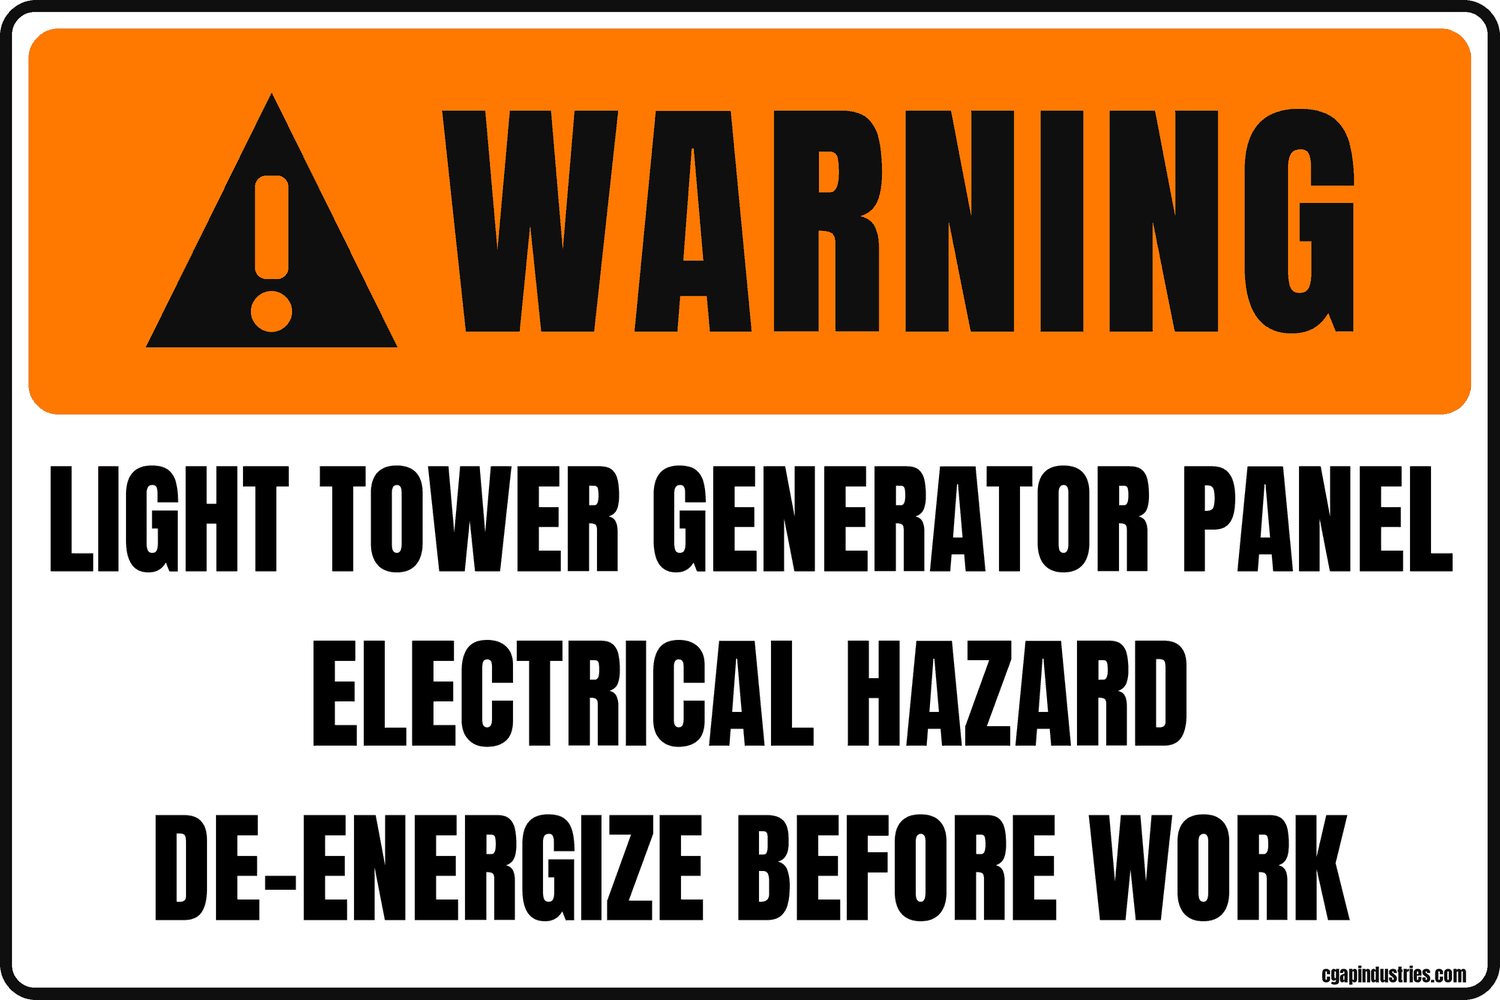 WARNING
LIGHT TOWER GENERATOR PANEL
ELECTRICAL HAZARD
DE-ENERGIZE BEFORE WORK
cgapindustries.com